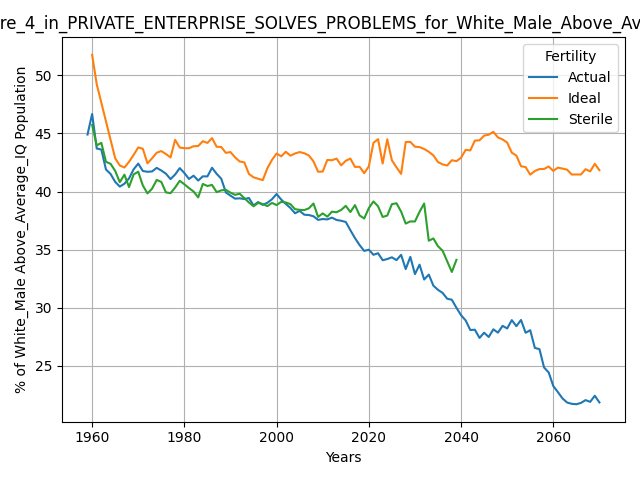 re_4_in_PRIVATE_ENTERPRISE_SOLVES_PROBLEMS_for_White_Male_Above_Av
Fertility
Actual
Ideal
Sterile
% of White_Male Above_Average_IQ Population
50
45
40
35
30
25
1960
1980
2000
2020
2040
2060
Years